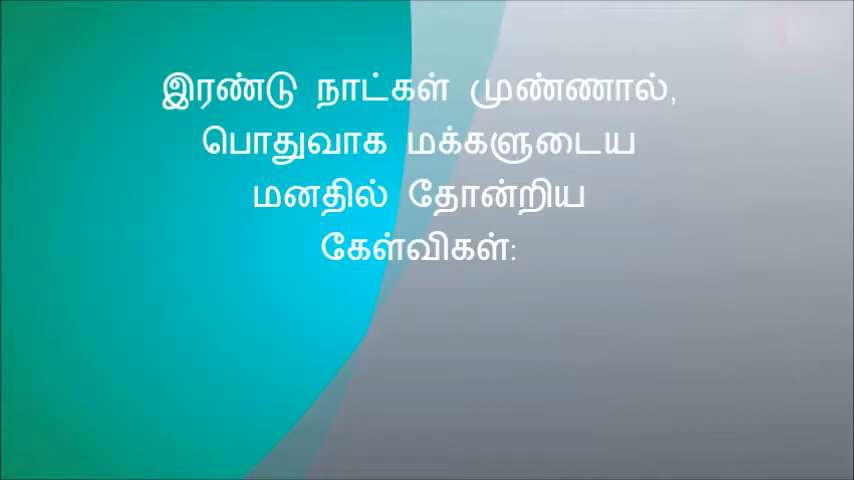 இரண்டு நாட்கள் முண்ணால்,
பொதுவாக மக்களுடைய
மனதில் தோன்றிய
கேள்விகள்: